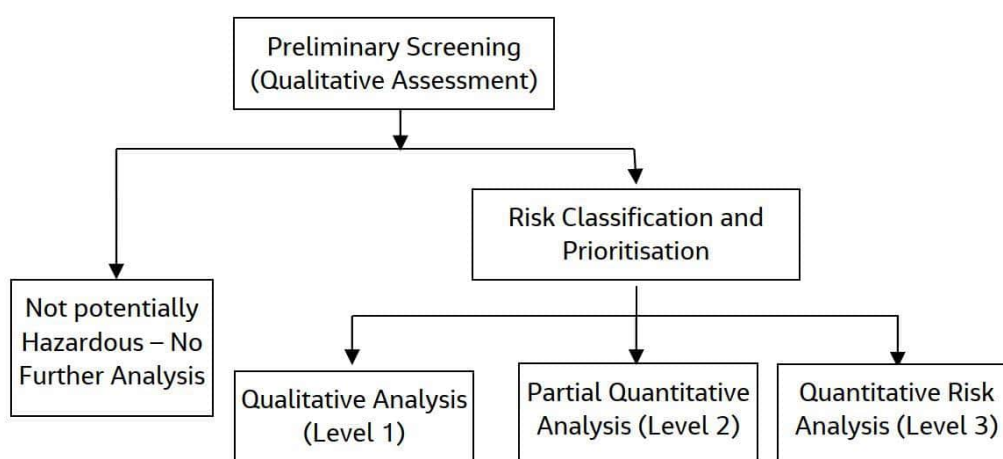 Preliminary Screening
(Qualitative Assessment)
Risk Classification and
Prioritisation
Not potentially
Hazardous – No
Further Analysis
Qualitative Analysis
(Level 1)
Partial Quantitative
Analysis (Level 2)
Quantitative Risk
Analysis (Level 3)